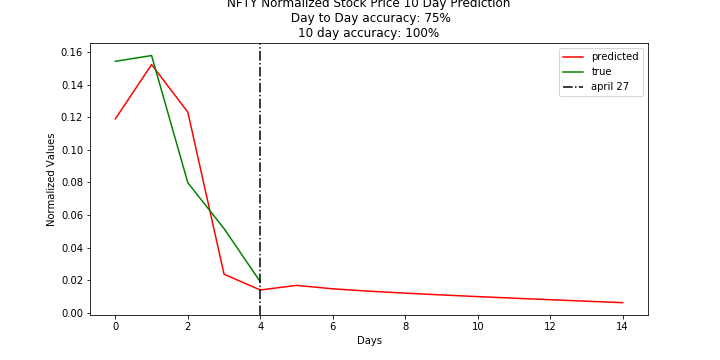 NFTY Normalized Stock Price 10 Day Prediction
Day to Day accuracy: 75%
10 day accuracy: 100%
predicted
true
april 27
Normalized Values
0.16
0.14
0.12
0.10
0.08
0.06
0.04
0.02
0.00
0 2 4 6 8 10 12 14
Days